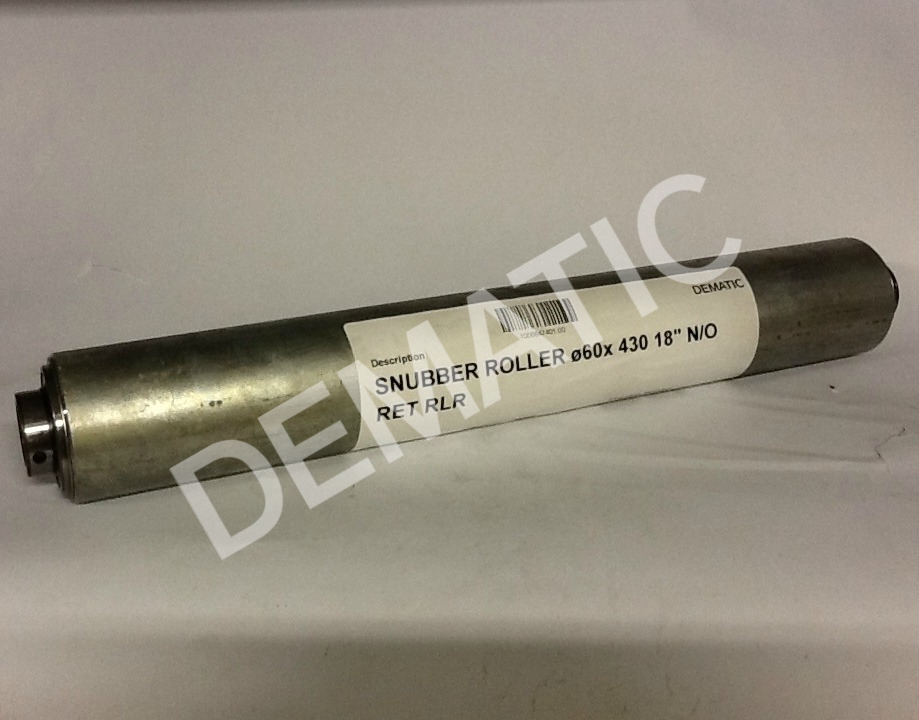 DEMATIC
Description
SNUBBER ROLLER ø60x 430 18" N/O
RET RLR
DEMATIC